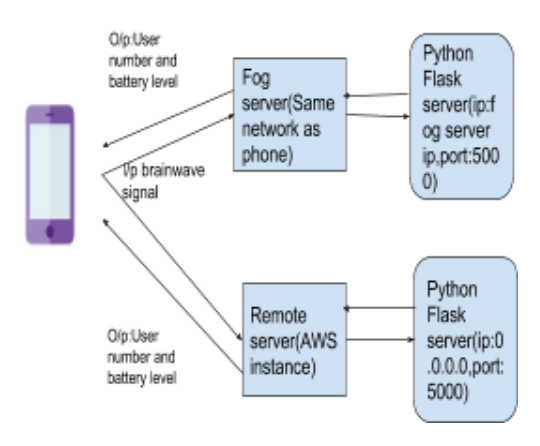 O/p:User
number and
battery level
Fog
server(Same
network as
phone)
Python
Flask
server(ip:f
og server
ip,port:500
0)
I/p brainwave
signal
Remote
server(AWS
instance)
Python
Flask
server(ip:0
.0.0.0,port:
5000)
O/p:User
number and
battery level